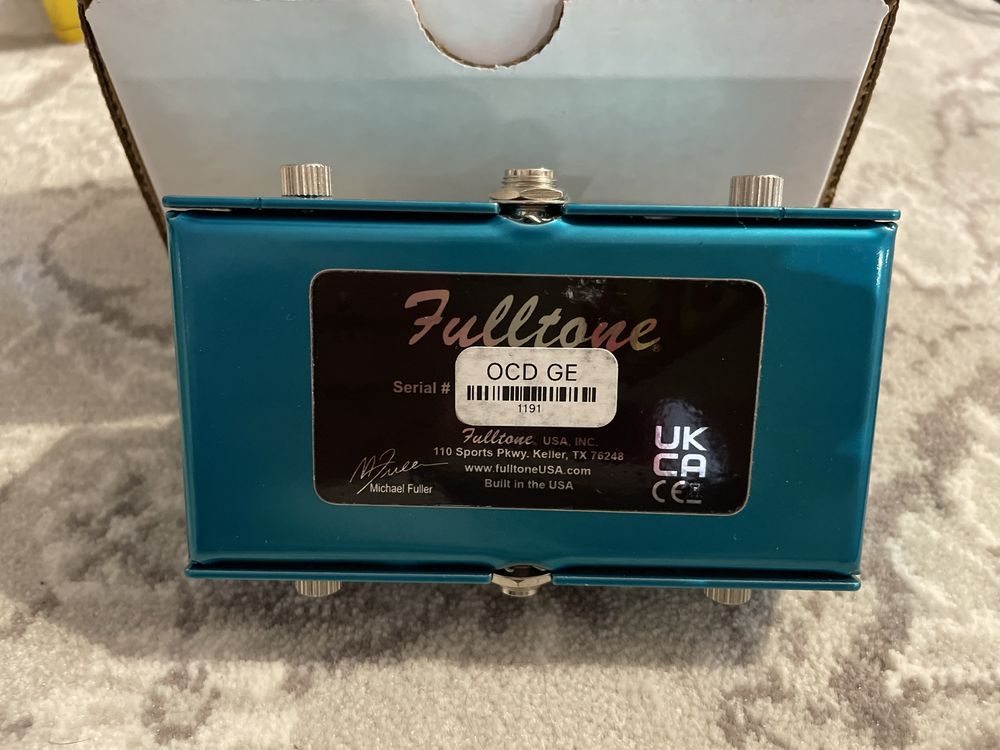 Fulltone®
OCD GE
Serial #
1191
Fulltone® USA, INC.
110 Sports Pkwy. Keller, TX 76248
www.fulltoneUSA.com
Built in the USA
M Fuller
Michael Fuller
UK
CA
CE